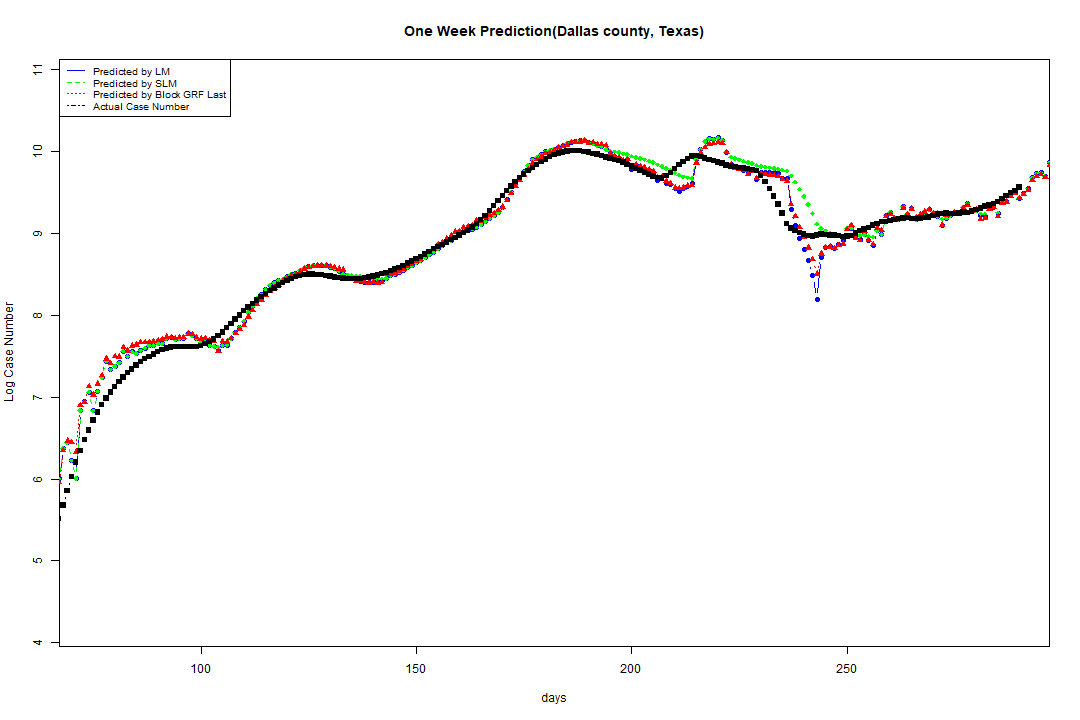 One Week Prediction(Dallas county, Texas)
Predicted by LM
Predicted by SLM
Predicted by Block GRF Last
Actual Case Number
11
10
9
8
7
6
5
4
Log Case Number
100 150 200 250
days